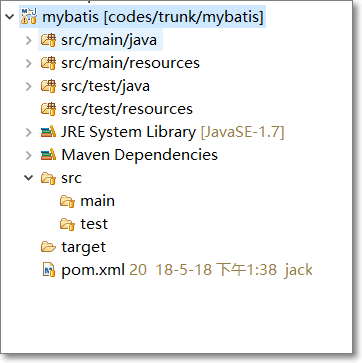 mybatis [codes/trunk/mybatis]
src/main/java
src/main/resources
src/test/java
src/test/resources
JRE System Library [JavaSE-1.7]
Maven Dependencies
src
main
test
target
pom.xml 20 18-5-18 下午1:38 jack